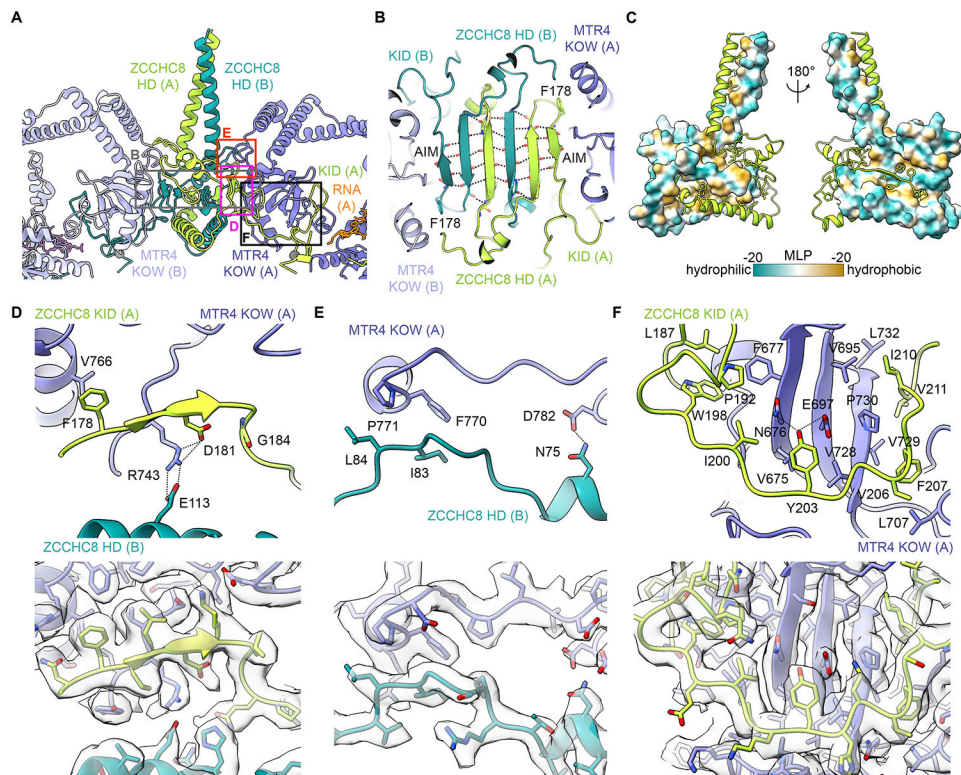 A
ZCCHC8
HD (A)
ZCCHC8
HD (B)
B
E
KID (A)
RNA
(A)
D
F
MTR4
KOW (B)
MTR4
KOW (A)
B
ZCCHC8 HD (B)
MTR4
KOW (A)
KID (B)
F178
AIM
AIM
F178
MTR4
KOW (B)
ZCCHC8 HD (A)
KID (A)
C
180°
-20 MLP -20
hydrophilic
hydrophobic
D
ZCCHC8 KID (A)
MTR4 KOW (A)
V766
F178
D181
G184
R743
E113
ZCCHC8 HD (B)
E
MTR4 KOW (A)
F770
P771
D782
L84
I83
N75
ZCCHC8 HD (B)
F
ZCCHC8 KID (A)
L187
F677
V695
L732
I210
P192
V211
W198
E697
P730
N676
V729
I200
V728
V675
V206
F207
Y203
L707
MTR4 KOW (A)